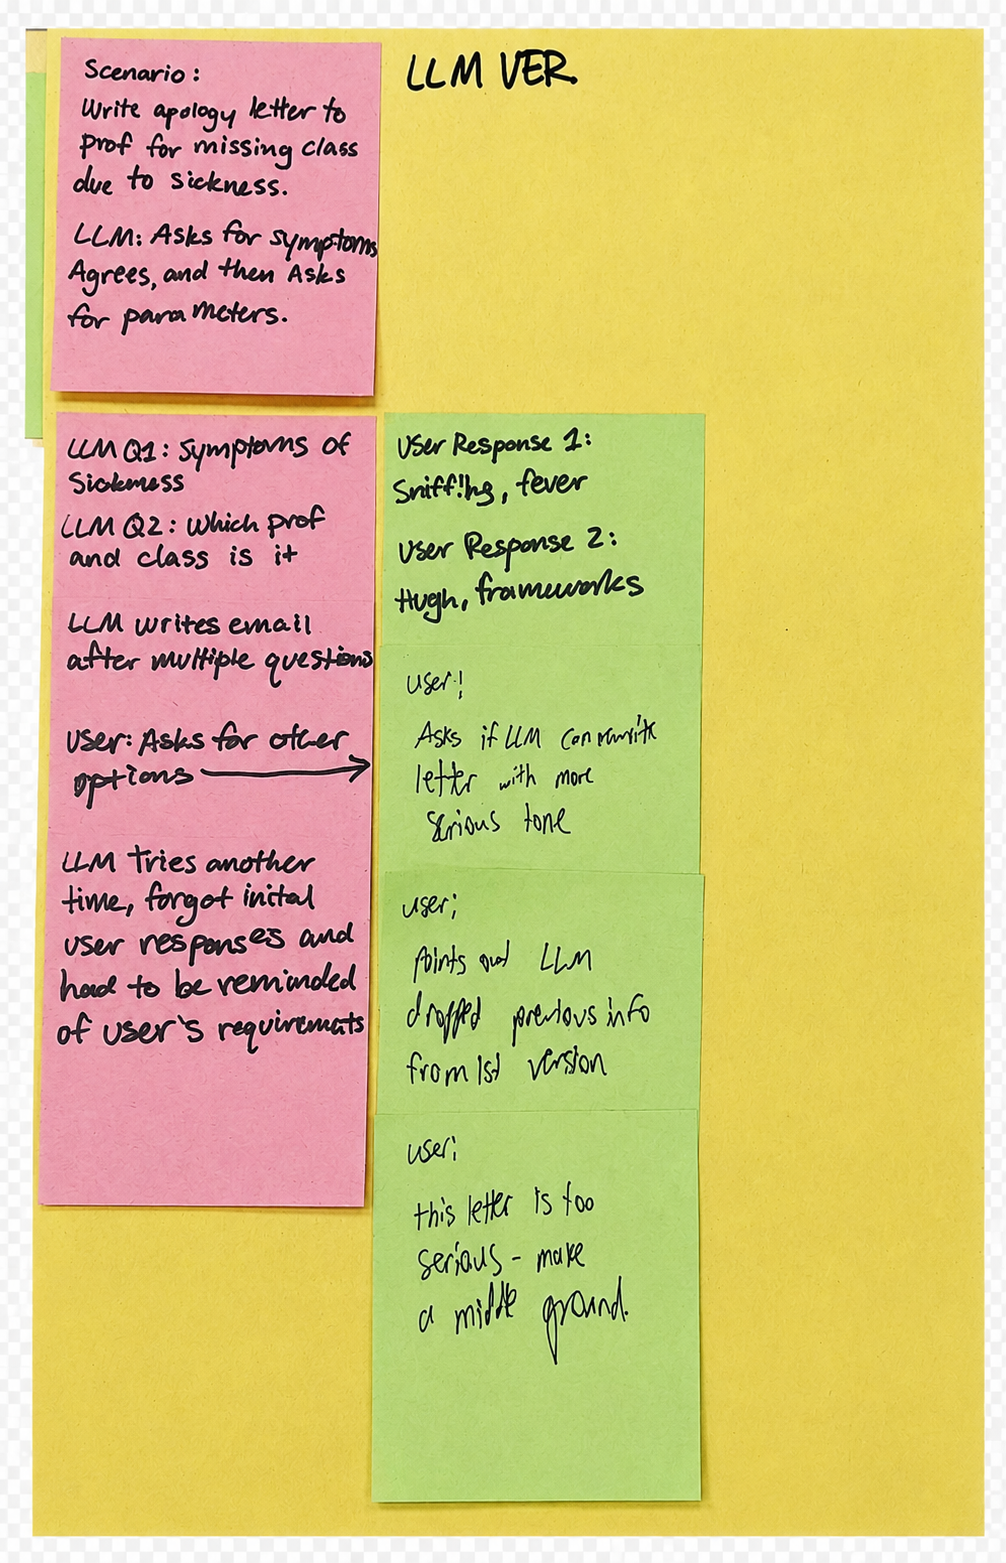 LLM VER.
Scenario:
Write apology letter to
prof for missing class
due to sickness.
LLM: Asks for symptoms
Agrees, and then Asks
for parameters.
LLM Q1: Symptoms of
Sickness
LLM Q2: Which prof
and class is it
LLM writes email
after multiple questions
User: Asks for other
options
LLM Tries another
time, forgot inital
user responses and
had to be reminded
of user's requirements
User Response 1:
Sniffling, fever
User Response 2:
Hugh, frameworks
user:
Asks if LLM can rewrite
letter with more
serious tone
user:
Points out LLM
dropped previous info
from 1st version
user:
this letter is too
serious - make
a middle ground.